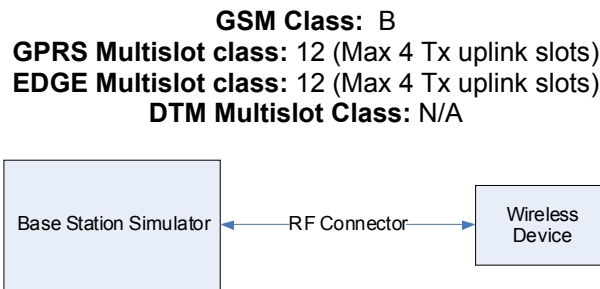 GSM Class: B
GPRS Multislot class: 12 (Max 4 Tx uplink slots)
EDGE Multislot class: 12 (Max 4 Tx uplink slots)
DTM Multislot Class: N/A
Base Station Simulator
RF Connector
Wireless
Device